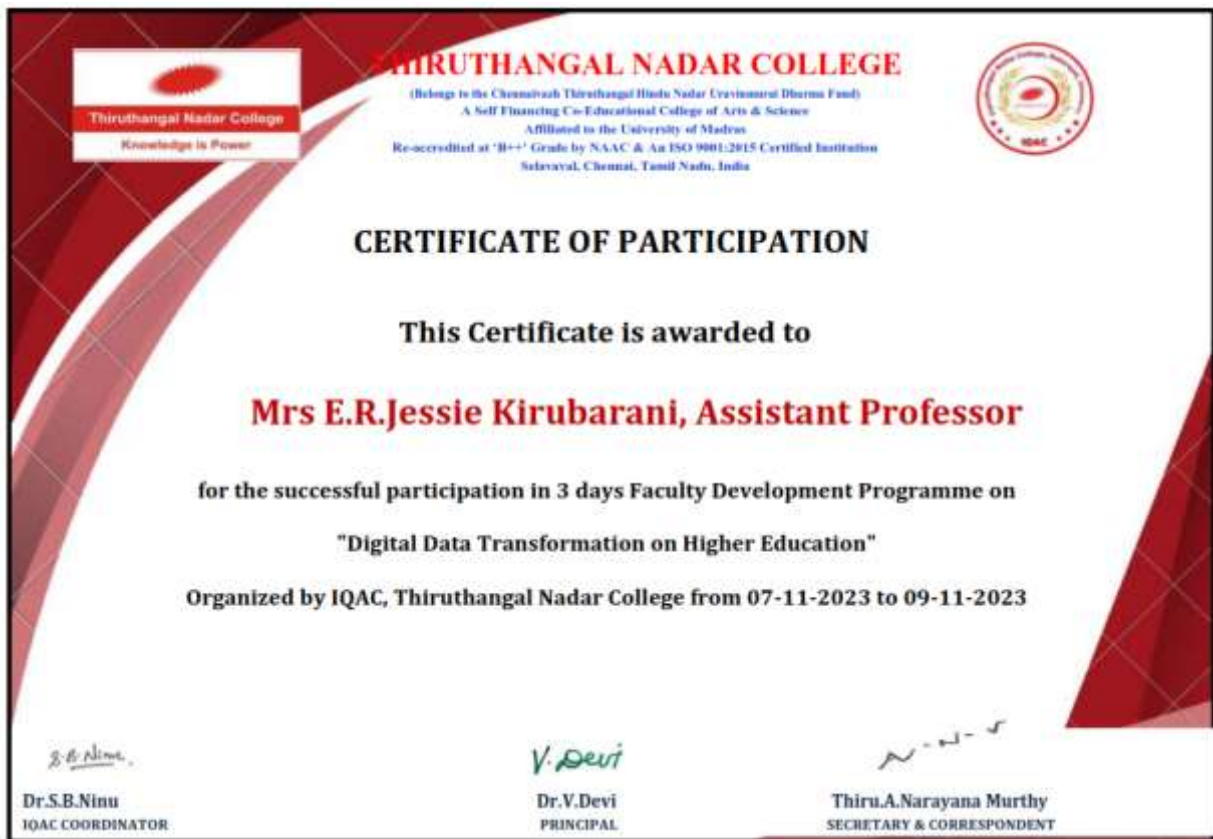 Thiruthangal Nadar College
Knowledge is Power
THIRUTHANGAL NADAR COLLEGE
(Belongs to the Chennaivazh Thiruthangal Hindu Nadar Uravinmurai Dharma Fund)
A Self Financing Co-Educational College of Arts & Science
Affiliated to the University of Madras
Re-accredited at 'B++' Grade by NAAC & An ISO 9001:2015 Certified Institution
Selavayal, Chennai, Tamil Nadu, India
IQAC
CERTIFICATE OF PARTICIPATION
This Certificate is awarded to
Mrs E.R.Jessie Kirubarani, Assistant Professor
for the successful participation in 3 days Faculty Development Programme on
"Digital Data Transformation on Higher Education"
Organized by IQAC, Thiruthangal Nadar College from 07-11-2023 to 09-11-2023
S.B.Ninu
V.Devi
Dr.S.B.Ninu
IQAC COORDINATOR
Dr.V.Devi
PRINCIPAL
Thiru.A.Narayana Murthy
SECRETARY & CORRESPONDENT